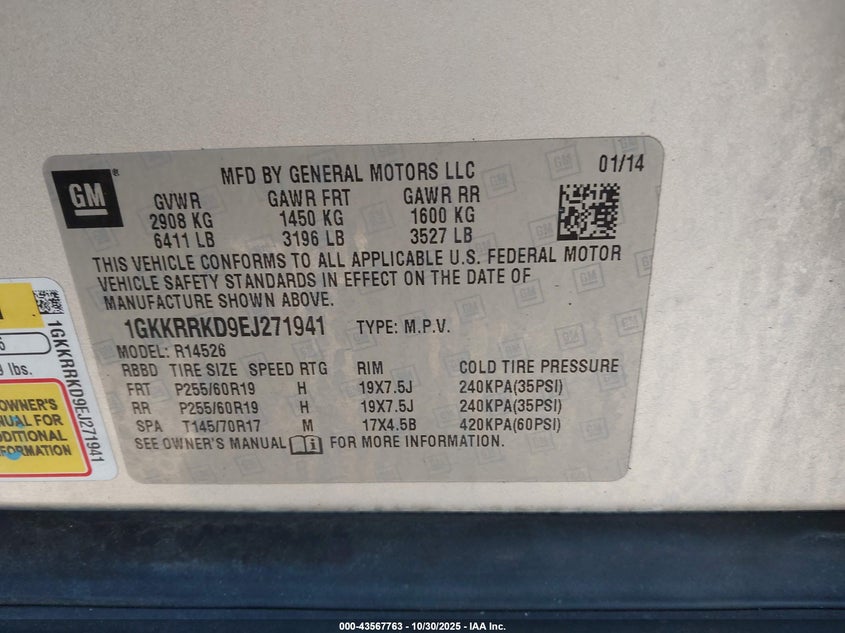 MFD BY GENERAL MOTORS LLC 01/14
GM
GVWR GAWR FRT GAWR RR
2908 KG 1450 KG 1600 KG
6411 LB 3196 LB 3527 LB
THIS VEHICLE CONFORMS TO ALL APPLICABLE U.S. FEDERAL MOTOR
VEHICLE SAFETY STANDARDS IN EFFECT ON THE DATE OF
MANUFACTURE SHOWN ABOVE.
1GKKRRKD9EJ271941 TYPE: M.P.V.
MODEL: R14526
RBBD TIRE SIZE SPEED RTG RIM COLD TIRE PRESSURE
FRT P255/60R19 H 19X7.5J 240KPA(35PSI)
RR P255/60R19 H 19X7.5J 240KPA(35PSI)
SPA T145/70R17 M 17X4.5B 420KPA(60PSI)
SEE OWNER'S MANUAL i FOR MORE INFORMATION.
1GKKRRKD9EJ271941
lbs.
OWNER'S
FOR
000-43567763 - 10/30/2025 - IAA Inc.